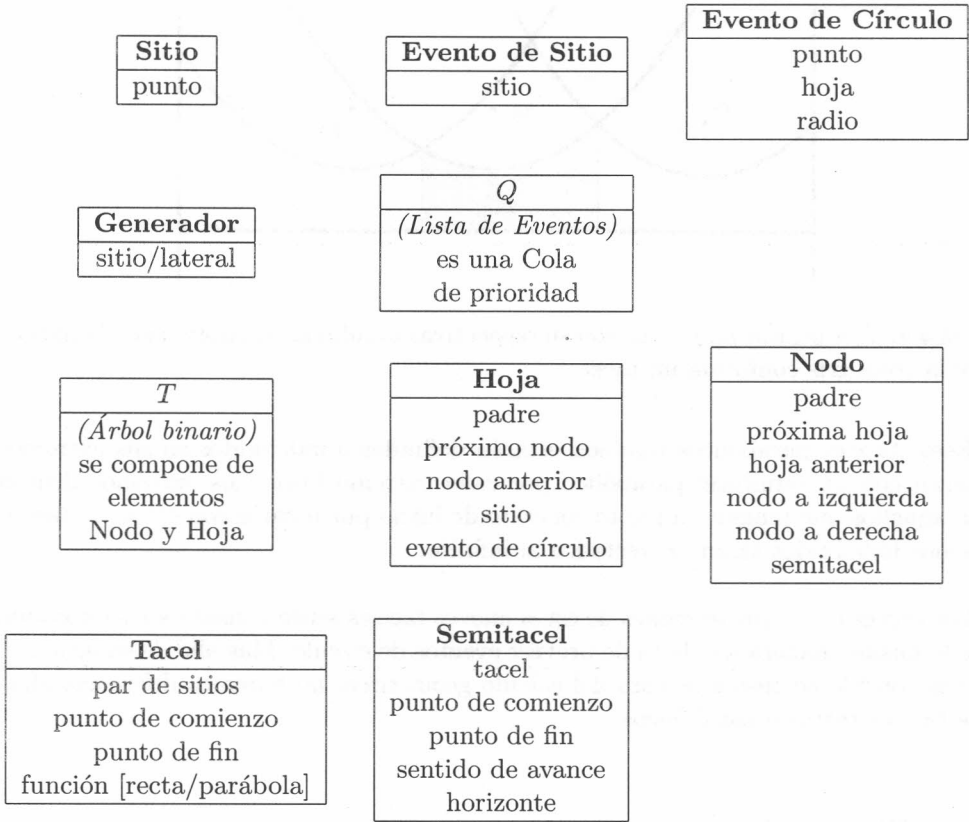 Sitio
punto
Evento de Sitio
sitio
Evento de Círculo
punto
hoja
radio
Generador
sitio/lateral
Q
(Lista de Eventos)
es una Cola
de prioridad
T
(Árbol binario)
se compone de
elementos
Nodo y Hoja
Hoja
padre
próximo nodo
nodo anterior
sitio
evento de círculo
Nodo
padre
próxima hoja
hoja anterior
nodo a izquierda
nodo a derecha
semitacel
Tacel
par de sitios
punto de comienzo
punto de fin
función [recta/parábola]
Semitacel
tacel
punto de comienzo
punto de fin
sentido de avance
horizonte